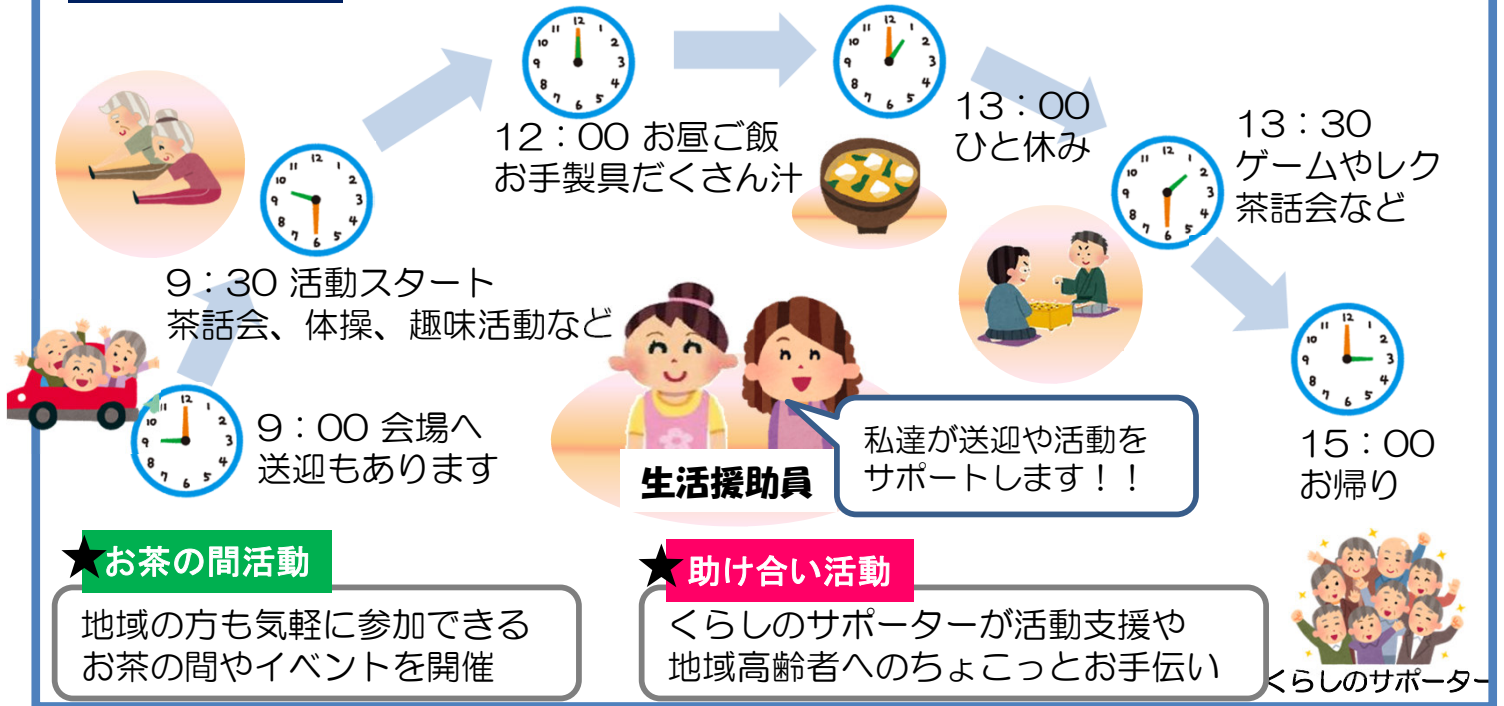 9：00 会場へ
送迎もあります
9：30 活動スタート
茶話会、体操、趣味活動など
12：00 お昼ご飯
お手製具だくさん汁
13：00
ひと休み
13：30
ゲームやレク
茶話会など
15：00
お帰り
生活援助員
私達が送迎や活動を
サポートします！！
★お茶の間活動
地域の方も気軽に参加できる
お茶の間やイベントを開催
★助け合い活動
くらしのサポーターが活動支援や
地域高齢者へのちょこっとお手伝い
くらしのサポーター